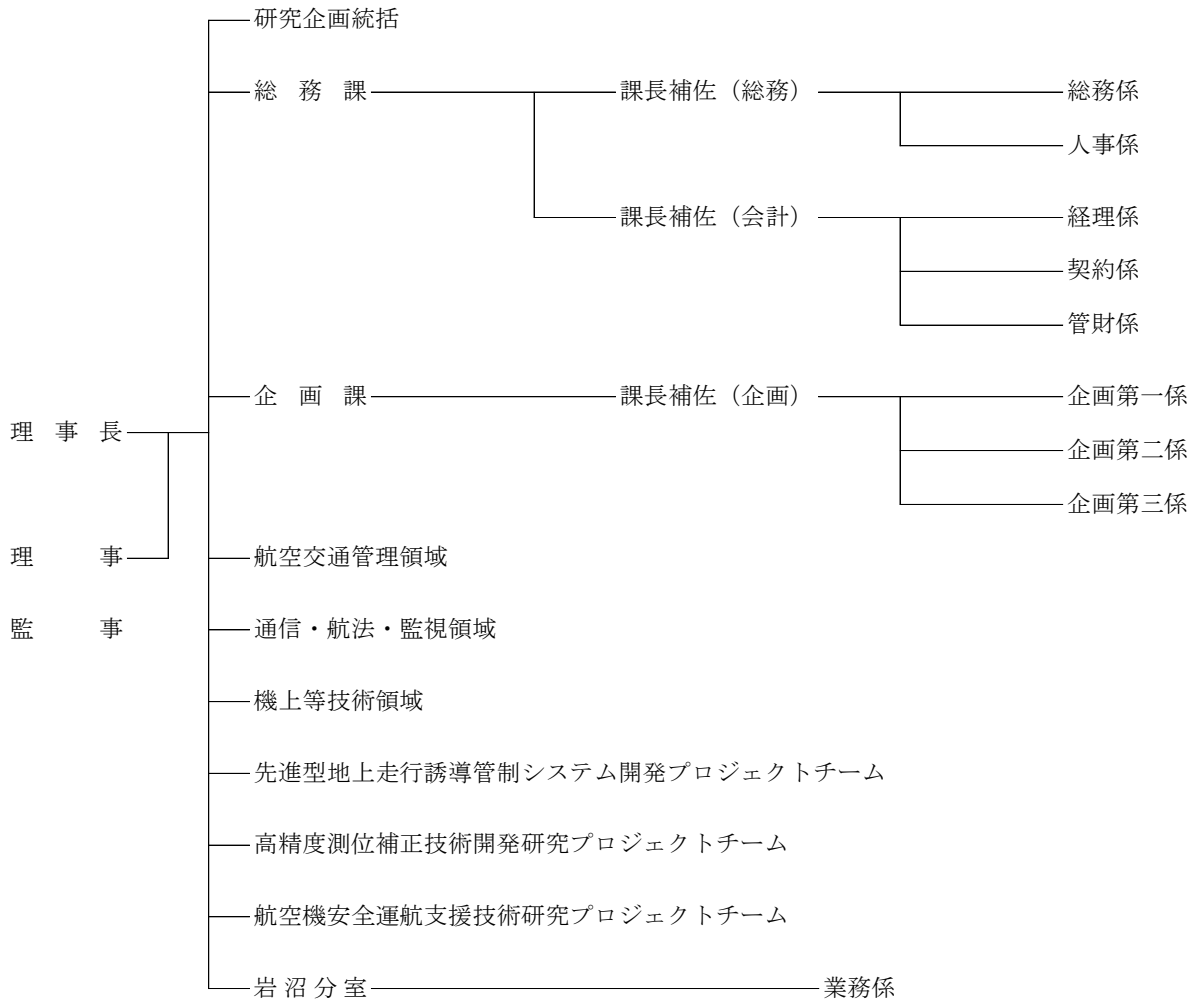 研究企画統括
総務課 課長補佐（総務） 総務係
人事係
課長補佐（会計） 経理係
契約係
管財係
企画課 課長補佐（企画） 企画第一係
理事長
企画第二係
企画第三係
理事 航空交通管理領域
監事 通信・航法・監視領域
機上等技術領域
先進型地上走行誘導管制システム開発プロジェクトチーム
高精度測位補正技術開発研究プロジェクトチーム
航空機安全運航支援技術研究プロジェクトチーム
岩沼分室 業務係